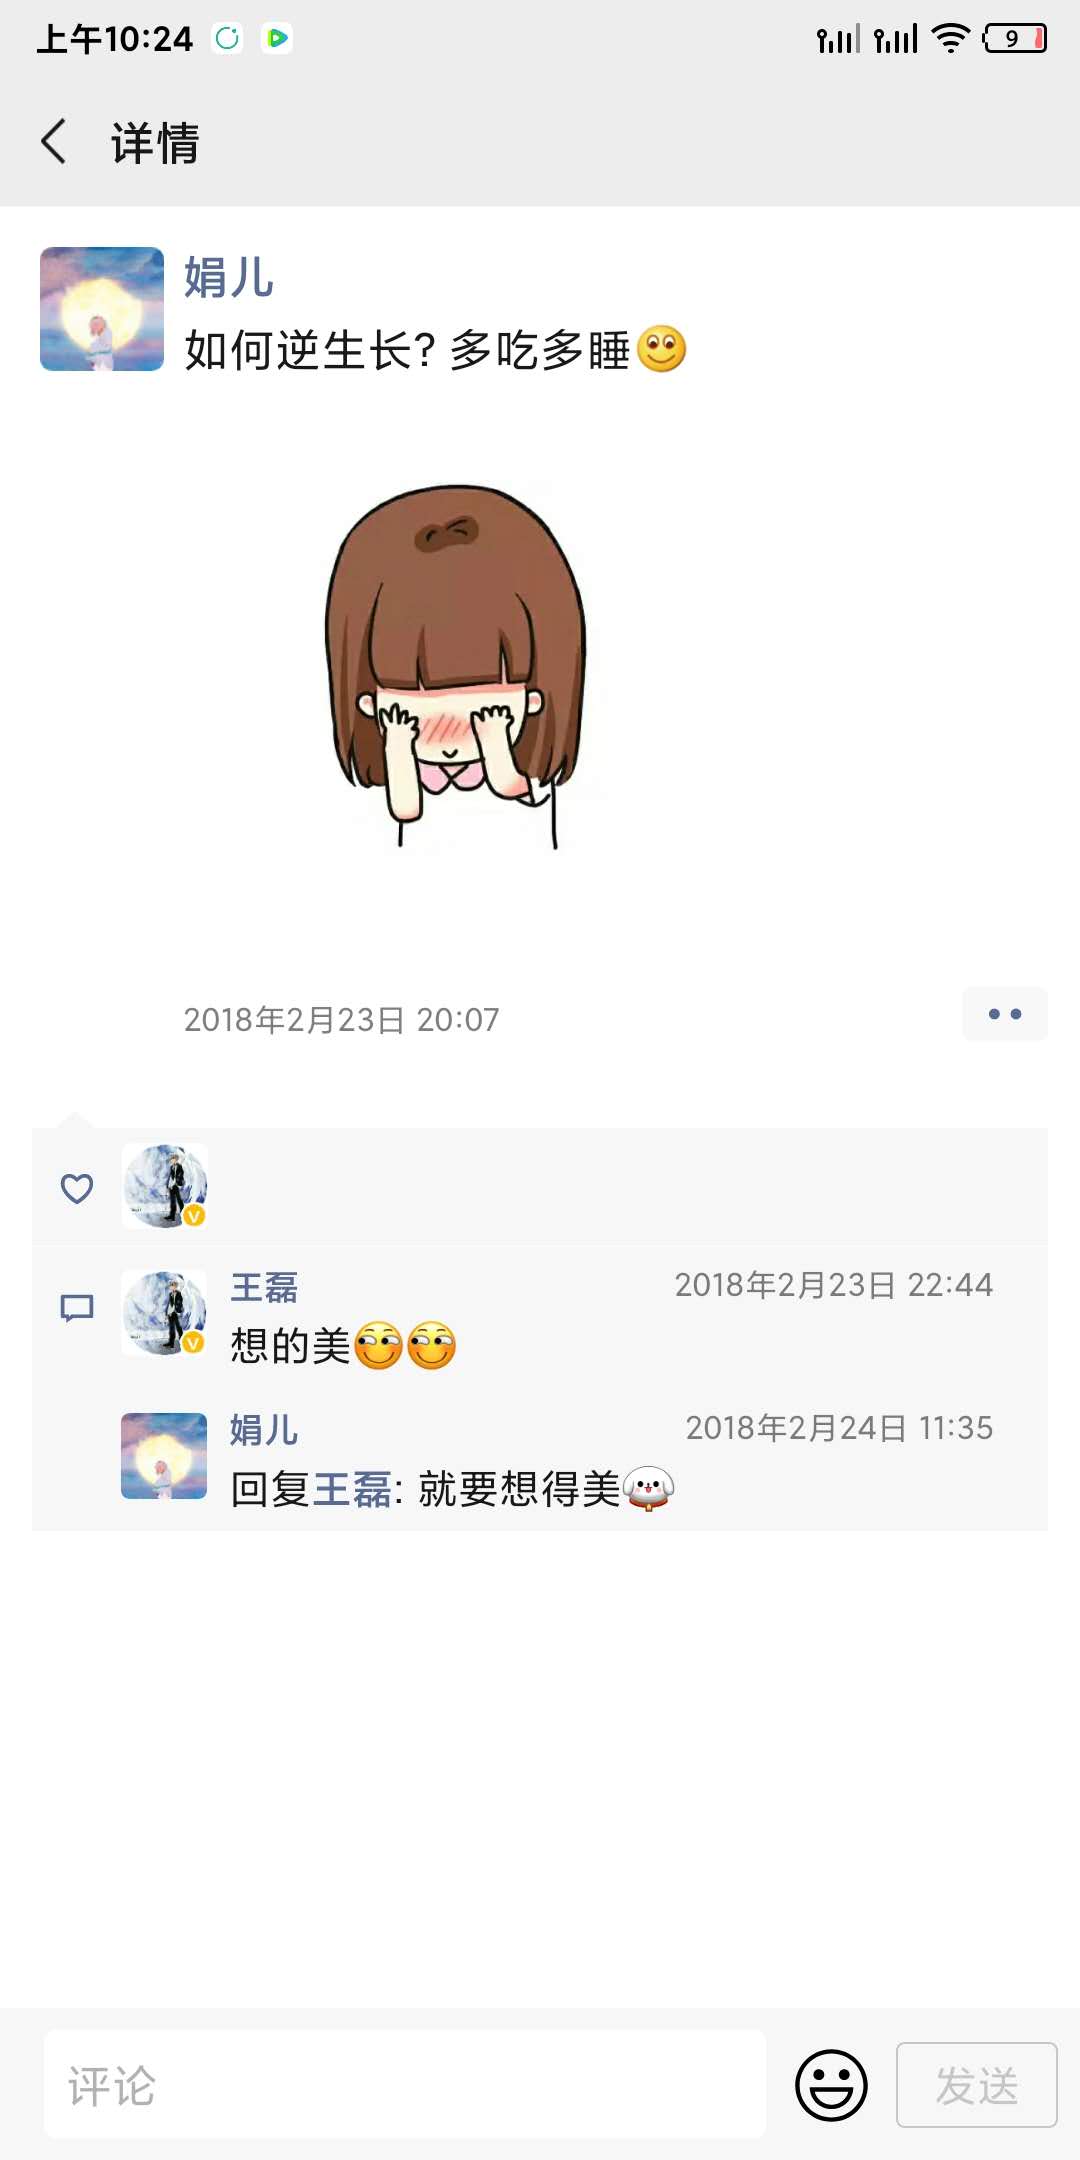 上午10:24
9
详情
娟儿
如何逆生长? 多吃多睡
2018年2月23日 20:07
王磊
2018年2月23日 22:44
想的美
娟儿
2018年2月24日 11:35
回复王磊: 就要想得美
评论
发送